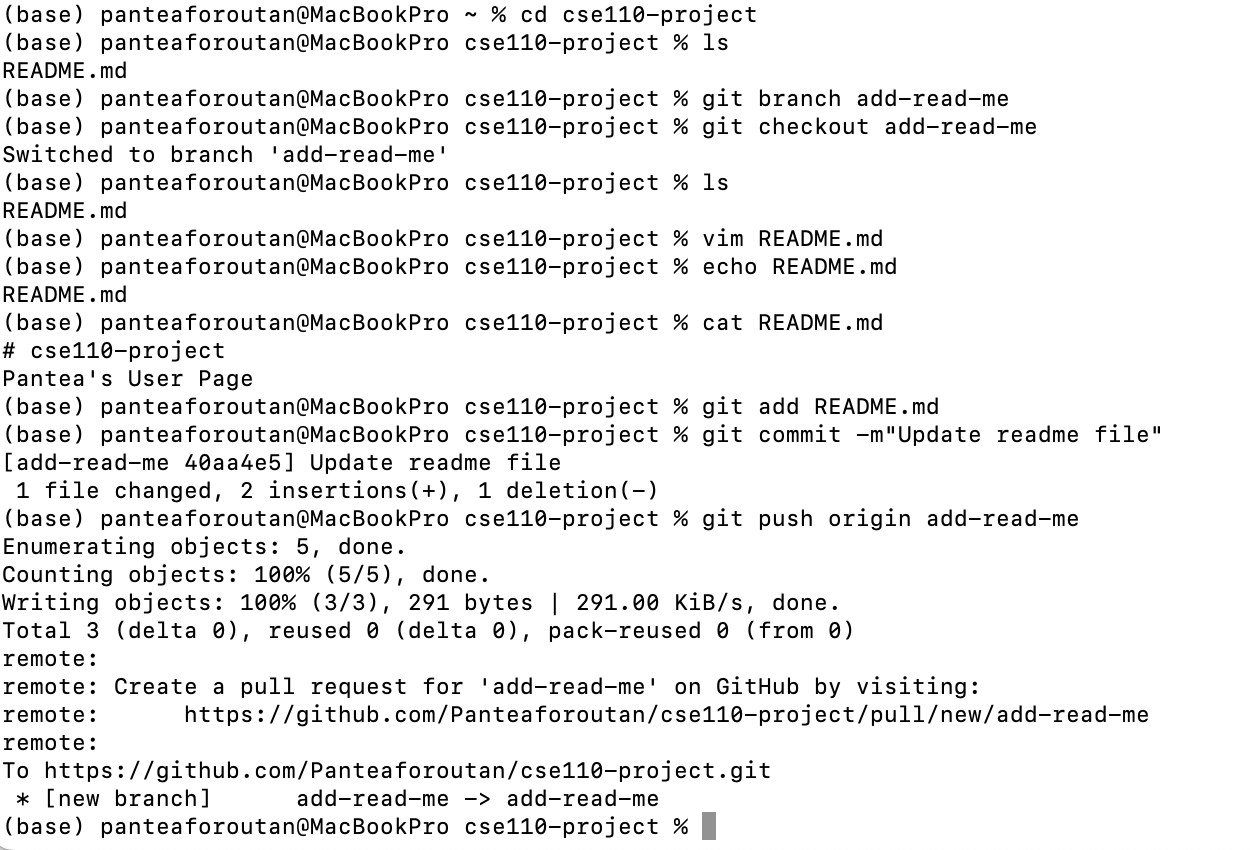 (base) panteaforoutan@MacBookPro ~ % cd cse110-project
(base) panteaforoutan@MacBookPro cse110-project % ls
README.md
(base) panteaforoutan@MacBookPro cse110-project % git branch add-read-me
(base) panteaforoutan@MacBookPro cse110-project % git checkout add-read-me
Switched to branch 'add-read-me'
(base) panteaforoutan@MacBookPro cse110-project % ls
README.md
(base) panteaforoutan@MacBookPro cse110-project % vim README.md
(base) panteaforoutan@MacBookPro cse110-project % echo README.md
README.md
(base) panteaforoutan@MacBookPro cse110-project % cat README.md
# cse110-project
Pantea's User Page
(base) panteaforoutan@MacBookPro cse110-project % git add README.md
(base) panteaforoutan@MacBookPro cse110-project % git commit -m"Update readme file"
[add-read-me 40aa4e5] Update readme file
 1 file changed, 2 insertions(+), 1 deletion(-)
(base) panteaforoutan@MacBookPro cse110-project % git push origin add-read-me
Enumerating objects: 5, done.
Counting objects: 100% (5/5), done.
Writing objects: 100% (3/3), 291 bytes | 291.00 KiB/s, done.
Total 3 (delta 0), reused 0 (delta 0), pack-reused 0 (from 0)
remote:
remote: Create a pull request for 'add-read-me' on GitHub by visiting:
remote:      https://github.com/Panteaforoutan/cse110-project/pull/new/add-read-me
remote:
To https://github.com/Panteaforoutan/cse110-project.git
 * [new branch]      add-read-me -> add-read-me
(base) panteaforoutan@MacBookPro cse110-project %